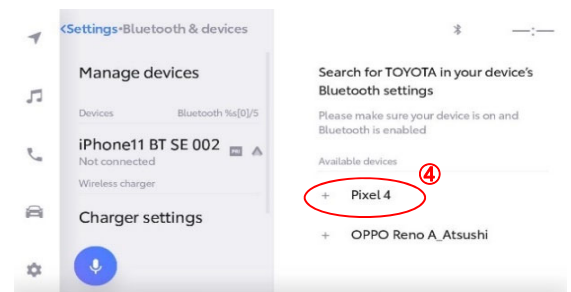 <Settings•Bluetooth & devices
Manage devices
Devices Bluetooth %s[0]/5
iPhone11 BT SE 002
Not connected
Wireless charger
Charger settings
—:—
Search for TOYOTA in your device's
Bluetooth settings
Please make sure your device is on and
Bluetooth is enabled
Available devices
④
+ Pixel 4
+ OPPO Reno A_Atsushi